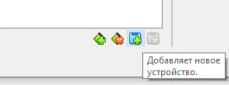 Добавляет новое
устройство.